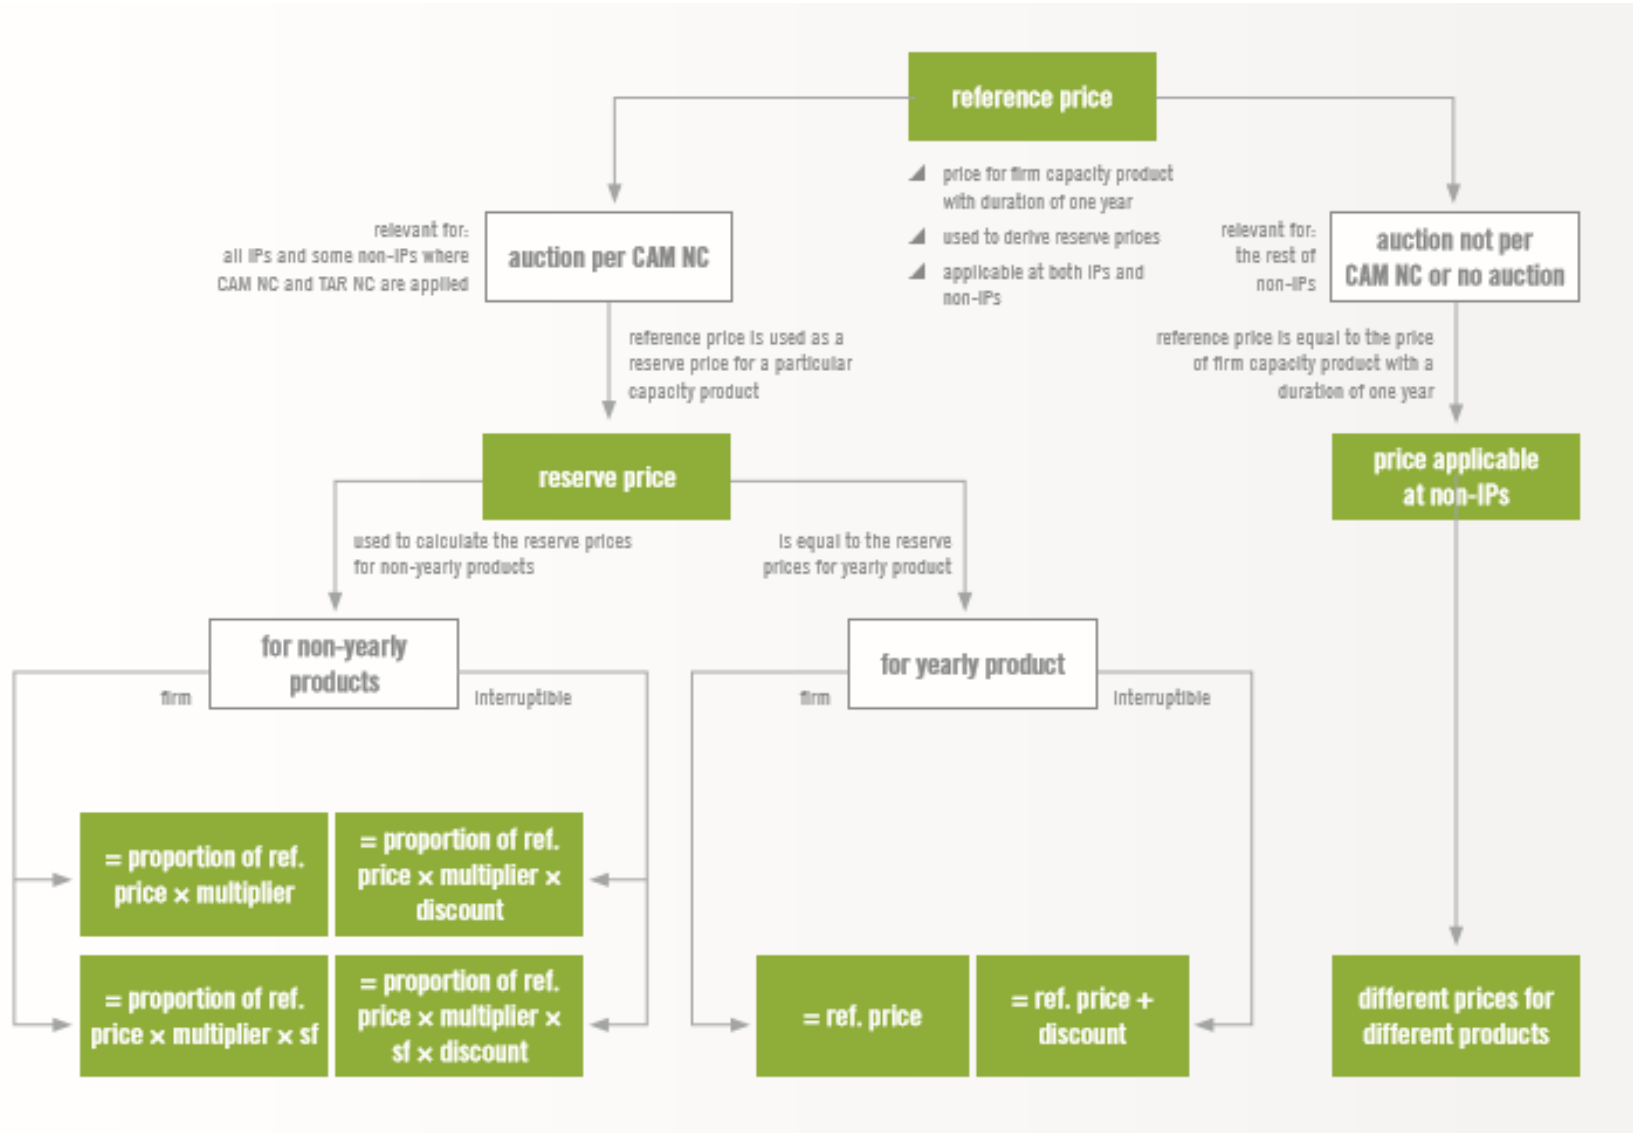 reference price
price for firm capacity product
with duration of one year
used to derive reserve prices
applicable at both IPs and
non-IPs
relevant for:
all IPs and some non-IPs where
CAM NC and TAR NC are applied
auction per CAM NC
relevant for:
the rest of
non-IPs
auction not per
CAM NC or no auction
reference price is used as a
reserve price for a particular
capacity product
reference price is equal to the price
of firm capacity product with a
duration of one year
reserve price
price applicable
at non-IPs
used to calculate the reserve prices
for non-yearly products
is equal to the reserve
prices for yearly product
for non-yearly
products
firm
interruptible
for yearly product
firm
interruptible
= proportion of ref.
price × multiplier
= proportion of ref.
price × multiplier ×
discount
= proportion of ref.
price × multiplier × sf
= proportion of ref.
price × multiplier ×
sf × discount
= ref. price
= ref. price +
discount
different prices for
different products